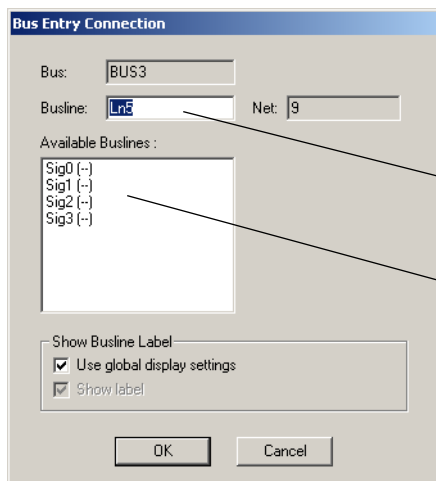 Bus Entry Connection
Bus: BUS3
Busline: Ln5 Net: 9
Available Buslines :
Sig0 (--)
Sig1 (--)
Sig2 (--)
Sig3 (--)
Show Busline Label
Use global display settings
Show label
OK Cancel